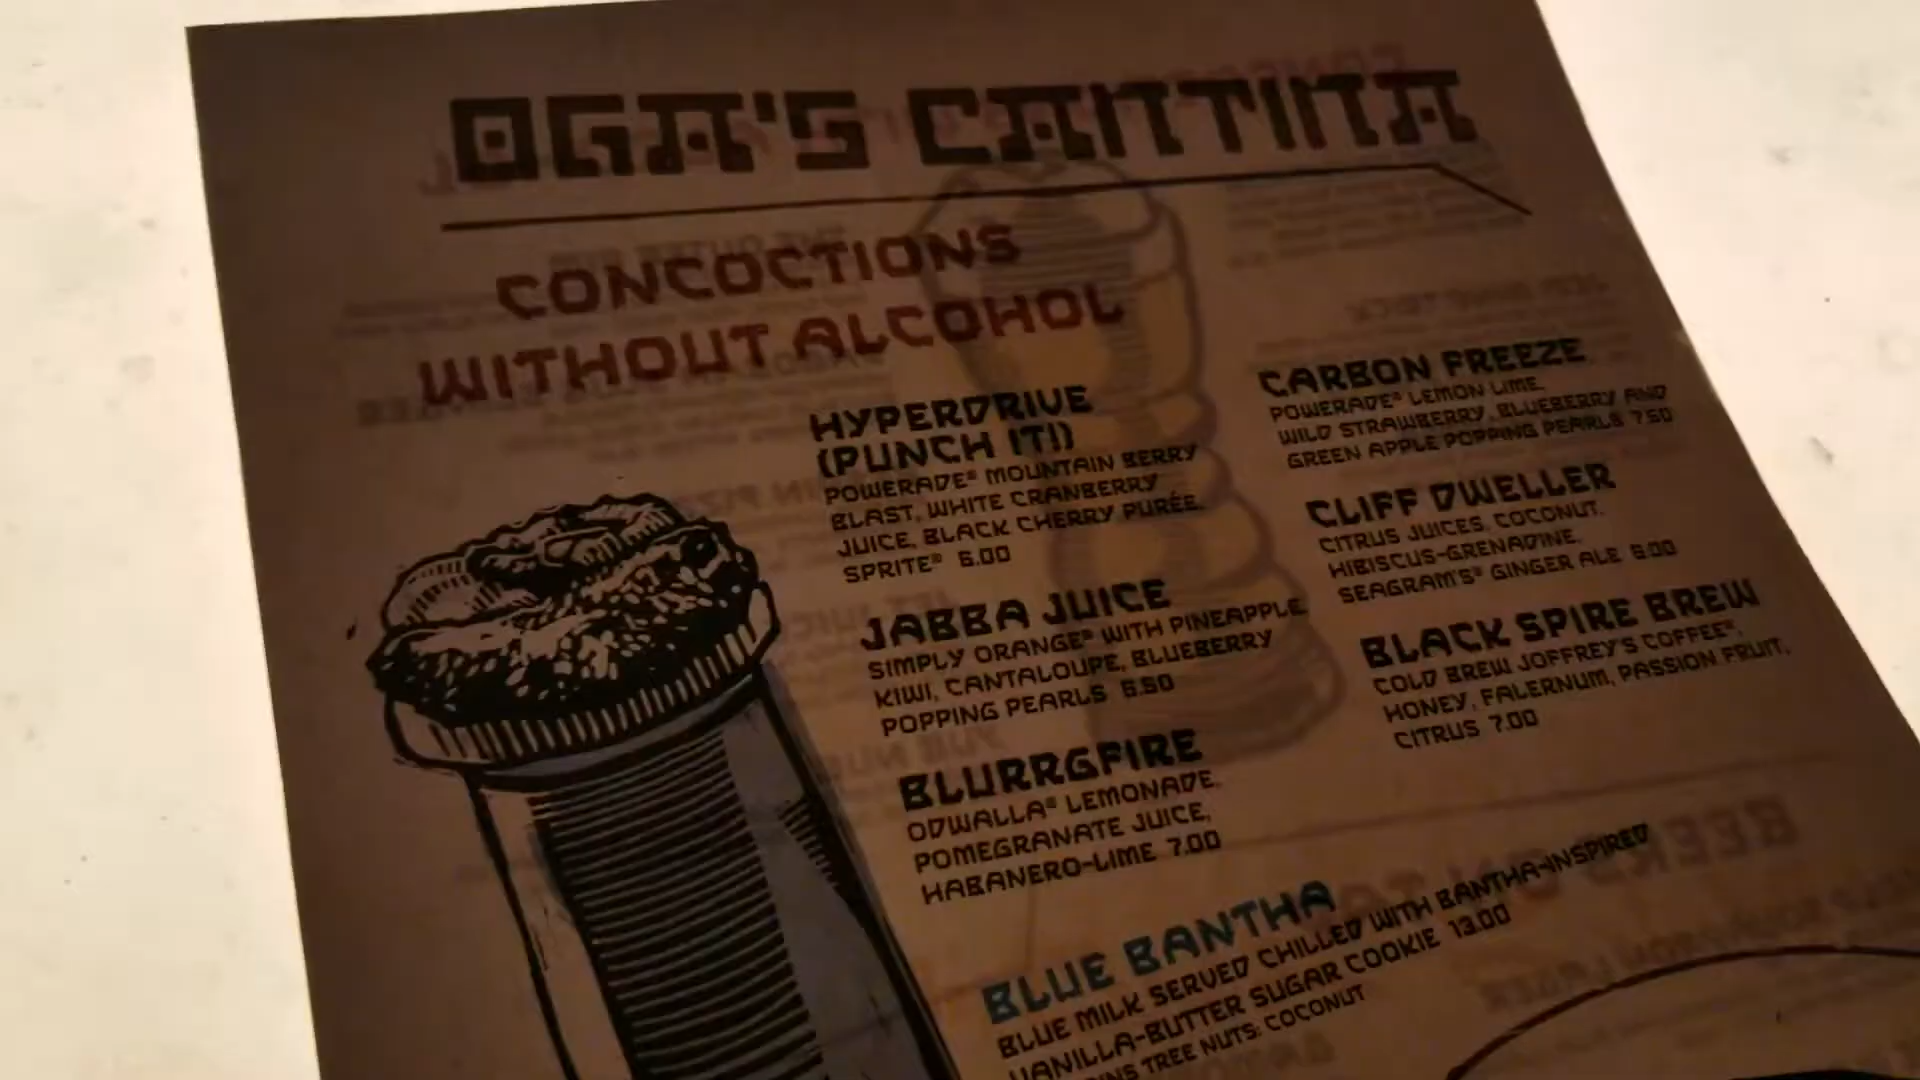 OGA'S CANTINA
CONCOCTIONS
WITHOUT ALCOHOL
HYPERDRIVE
(PUNCH IT!)
POWERADE® MOUNTAIN BERRY
BLAST, WHITE CRANBERRY
JUICE, BLACK CHERRY PURÉE,
SPRITE® 6.00
JABBA JUICE
SIMPLY ORANGE® WITH PINEAPPLE,
KIWI, CANTALOUPE, BLUEBERRY
POPPING PEARLS 6.50
BLURRGFIRE
ODWALLA® LEMONADE,
POMEGRANATE JUICE,
HABANERO-LIME 7.00
CARBON FREEZE
POWERADE® LEMON LIME,
WILD STRAWBERRY, BLUEBERRY AND
GREEN APPLE POPPING PEARLS 7.50
CLIFF DWELLER
CITRUS JUICES, COCONUT,
HIBISCUS-GRENADINE,
SEAGRAM'S® GINGER ALE 6.00
BLACK SPIRE BREW
COLD BREW JOFFREY'S COFFEE®,
HONEY, FALERNUM, PASSION FRUIT,
CITRUS 7.00
BLUE BANTHA
BLUE MILK SERVED CHILLED WITH BANTHA-INSPIRED
VANILLA-BUTTER SUGAR COOKIE 13.00
TREE NUTS: COCONUT